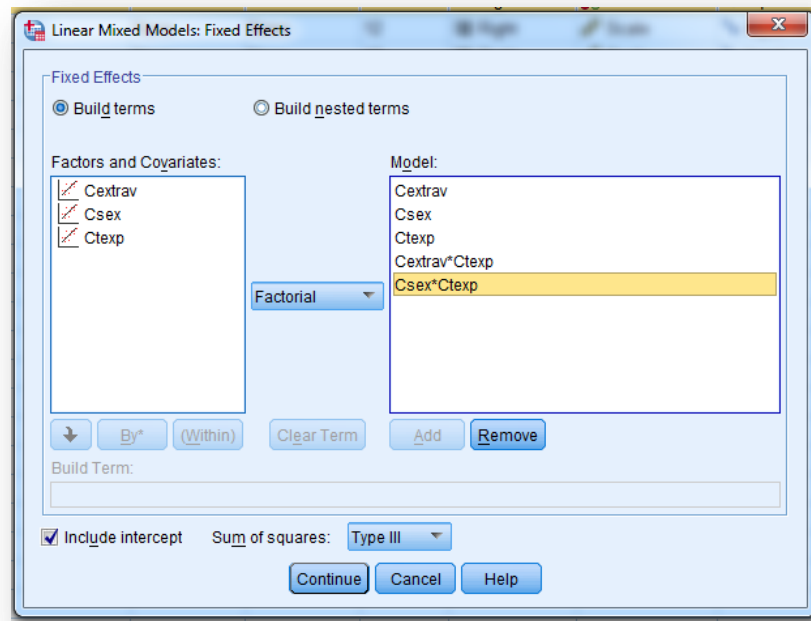 Linear Mixed Models: Fixed Effects
Fixed Effects
Build terms
Build nested terms
Factors and Covariates:
Cextrav
Csex
Ctexp
Factorial
Model:
Cextrav
Csex
Ctexp
Cextrav*Ctexp
Csex*Ctexp
By*
(Within)
Clear Term
Add
Remove
Build Term:
Include intercept
Sum of squares:
Type III
Continue
Cancel
Help